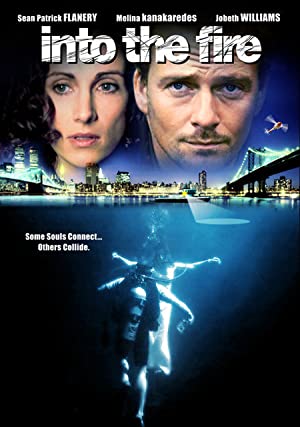 Sean Patrick FLANERY Melina kanakaredes Jobeth WILLIAMS
into the fire
Some Souls Connect...
Others Collide.